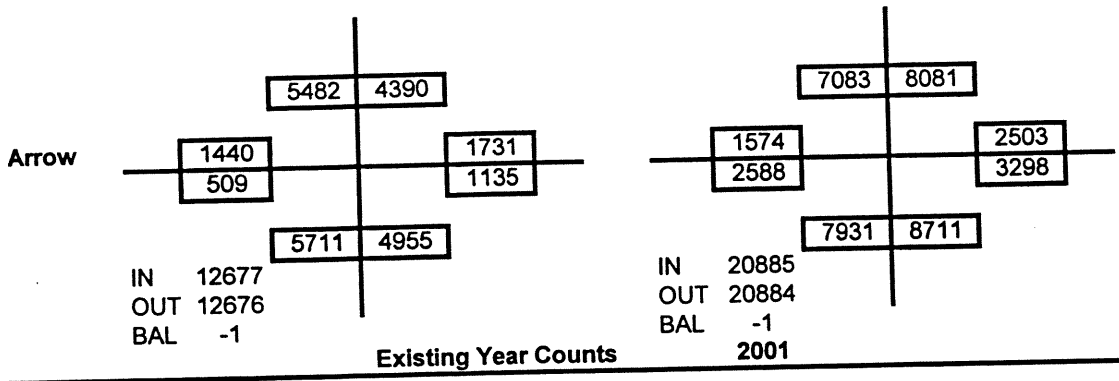 5482 4390
7083 8081
Arrow
1440
509
1731
1135
1574
2588
2503
3298
5711 4955
7931 8711
IN 12677
OUT 12676
BAL -1
IN 20885
OUT 20884
BAL -1
Existing Year Counts 2001